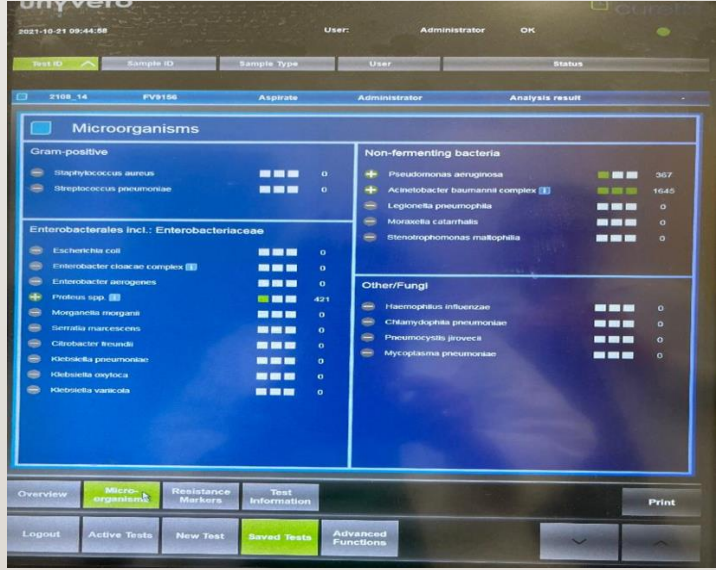 unyvero
2021-10-21 09:44:58 User: Administrator OK
Test ID Sample ID Sample Type User Status
2108_14 FV9156 Aspirate Administrator Analysis result -
Microorganisms
Gram-positive
Staphylococcus aureus 0
Streptococcus pneumoniae 0
Enterobacterales incl.: Enterobacteriaceae
Escherichia coli 0
Enterobacter cloacae complex i 0
Enterobacter aerogenes 0
Proteus spp. i 421
Morganella morganii 0
Serratia marcescens 0
Citrobacter freundii 0
Klebsiella pneumoniae 0
Klebsiella oxytoca 0
Klebsiella variicola 0
Non-fermenting bacteria
Pseudomonas aeruginosa 367
Acinetobacter baumannii complex i 1645
Legionella pneumophila 0
Moraxella catarrhalis 0
Stenotrophomonas maltophilia 0
Other/Fungi
Haemophilus influenzae 0
Chlamydophila pneumoniae 0
Pneumocystis jirovecii 0
Mycoplasma pneumoniae 0
Overview
Micro-
organisms
Resistance
Markers
Test
Information
Print
Logout
Active Tests
New Test
Saved Tests
Advanced
Functions